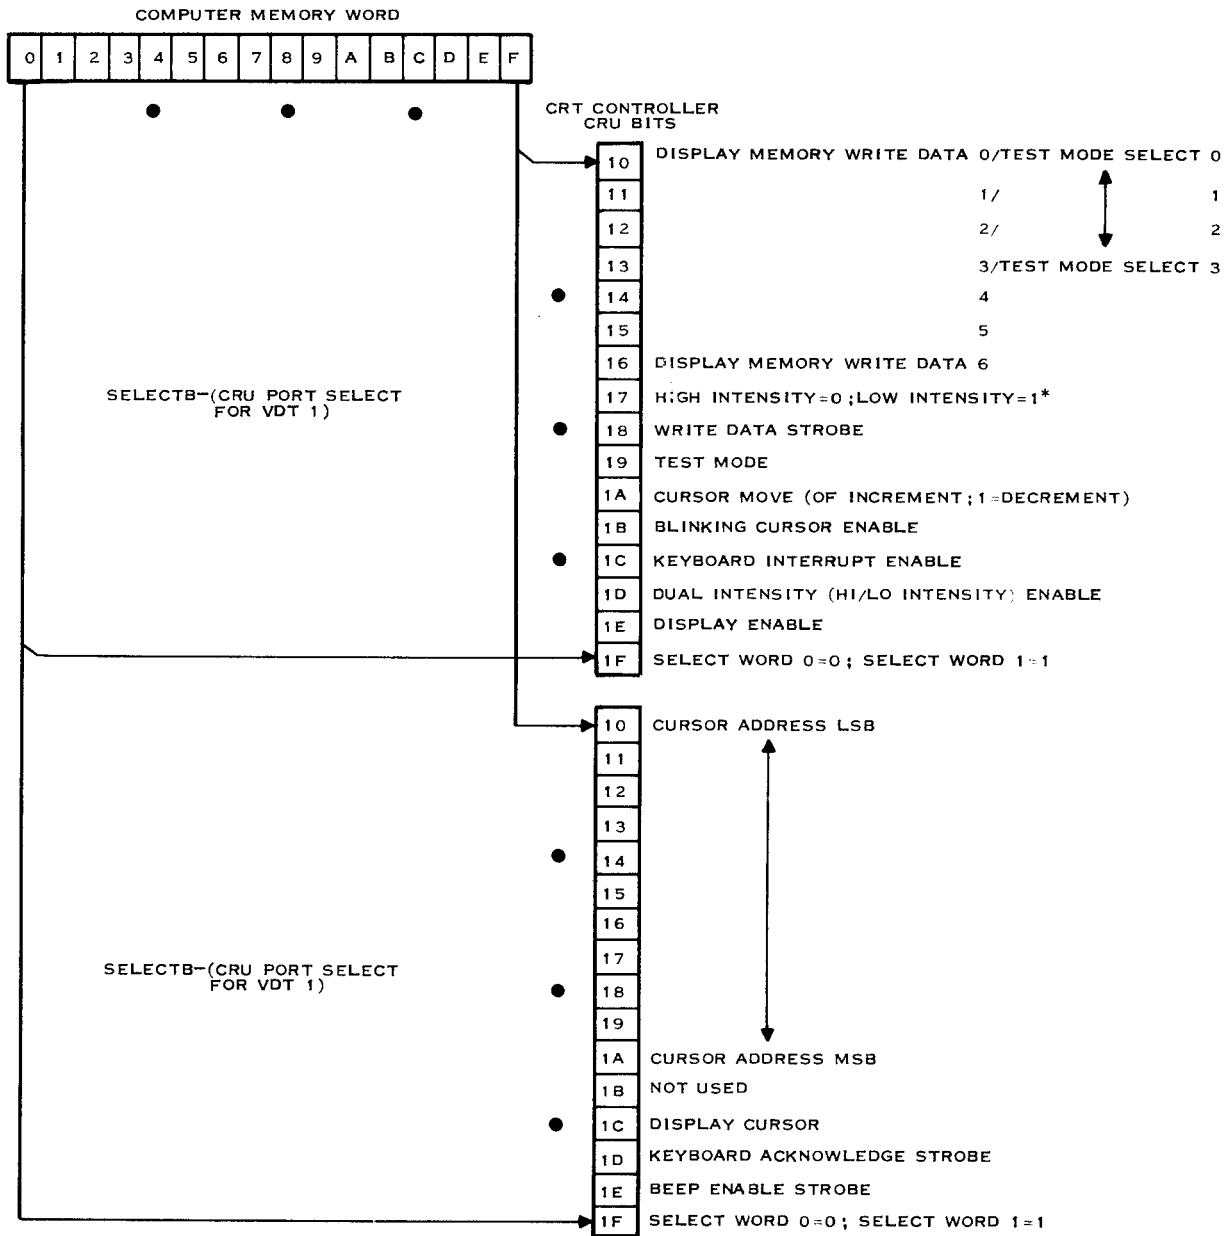 COMPUTER MEMORY WORD
0 1 2 3 4 5 6 7 8 9 A B C D E F
CRT CONTROLLER
CRU BITS
10 DISPLAY MEMORY WRITE DATA 0/TEST MODE SELECT 0
11 1/ 1
12 2/ 2
13 3/TEST MODE SELECT 3
14 4
15 5
16 DISPLAY MEMORY WRITE DATA 6
SELECTB-(CRU PORT SELECT
FOR VDT 1)
17 HIGH INTENSITY=0;LOW INTENSITY=1*
18 WRITE DATA STROBE
19 TEST MODE
1A CURSOR MOVE (OF INCREMENT;1=DECREMENT)
1B BLINKING CURSOR ENABLE
1C KEYBOARD INTERRUPT ENABLE
1D DUAL INTENSITY (HI/LO INTENSITY) ENABLE
1E DISPLAY ENABLE
1F SELECT WORD 0=0; SELECT WORD 1=1
10 CURSOR ADDRESS LSB
11
12
13
14
15
16
17
SELECTB-(CRU PORT SELECT
FOR VDT 1)
18
19
1A CURSOR ADDRESS MSB
1B NOT USED
1C DISPLAY CURSOR
1D KEYBOARD ACKNOWLEDGE STROBE
1E BEEP ENABLE STROBE
1F SELECT WORD 0=0; SELECT WORD 1=1